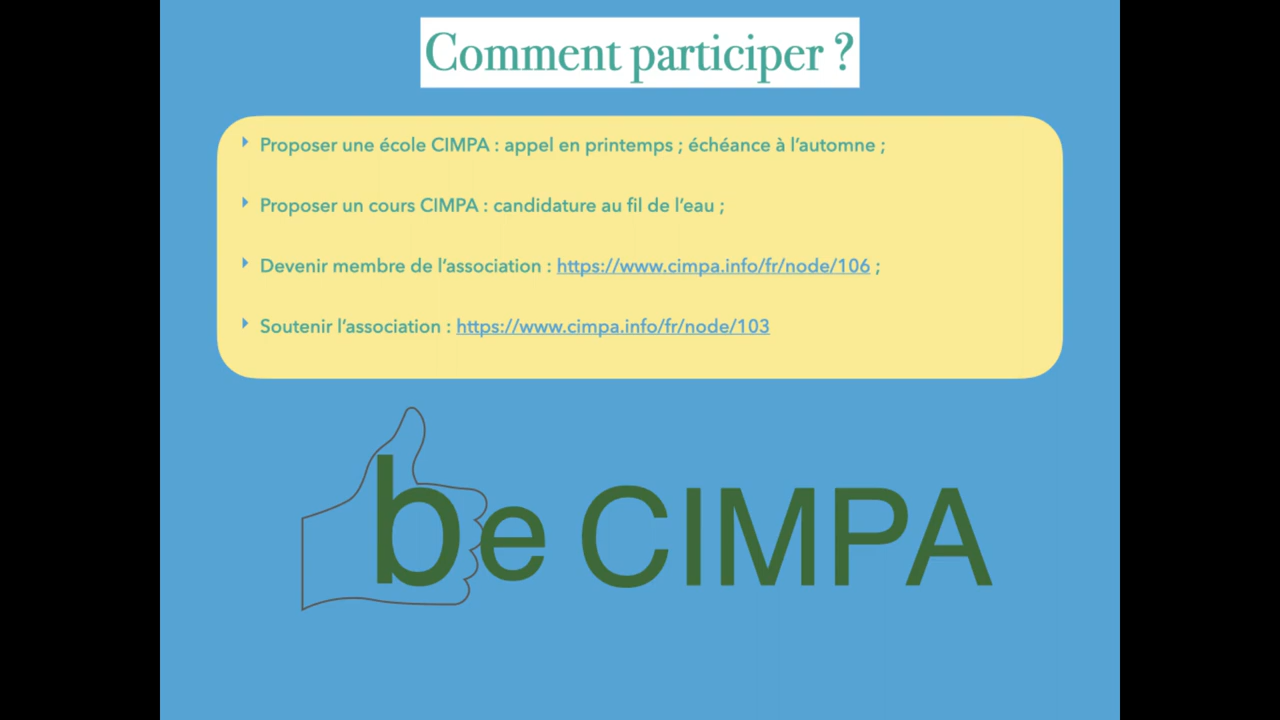 Comment participer ?
Proposer une école CIMPA : appel en printemps ; échéance à l'automne ;
Proposer un cours CIMPA : candidature au fil de l'eau ;
Devenir membre de l'association : https://www.cimpa.info/fr/node/106 ;
Soutenir l'association : https://www.cimpa.info/fr/node/103
be CIMPA